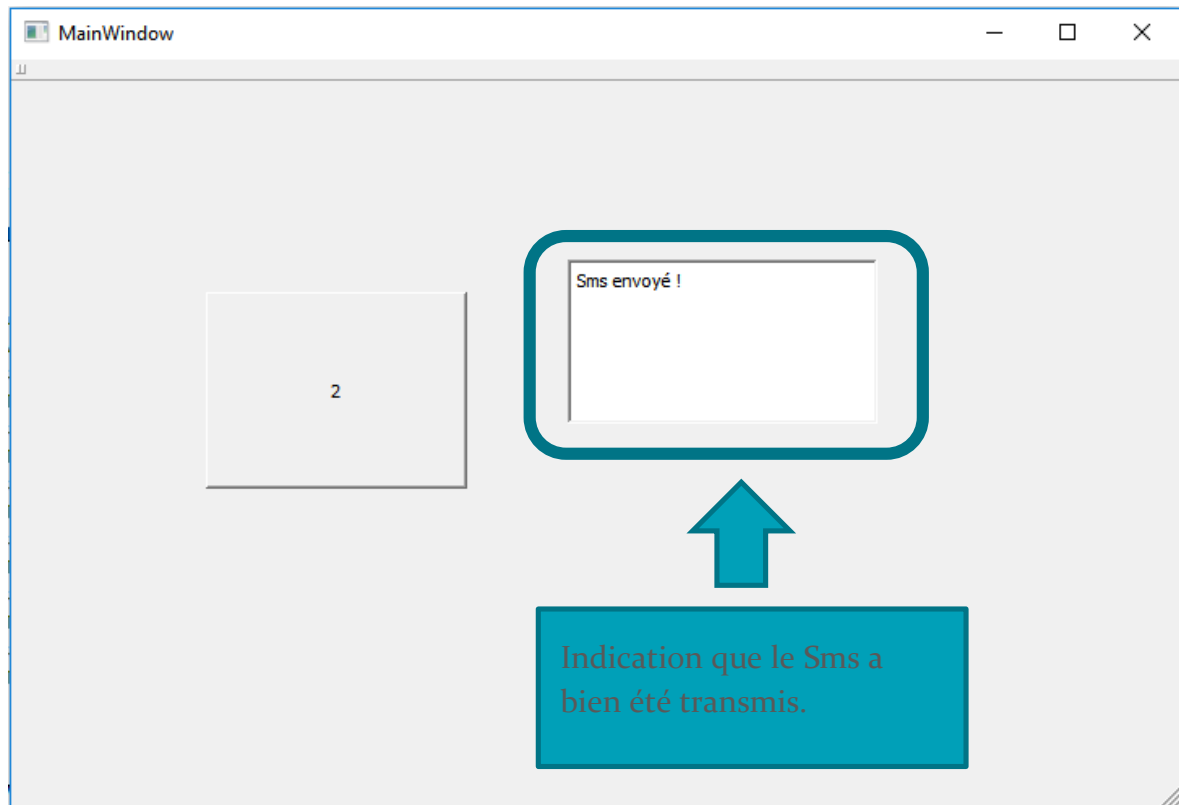 MainWindow
Sms envoyé !
2
Indication que le Sms a
bien été transmis.